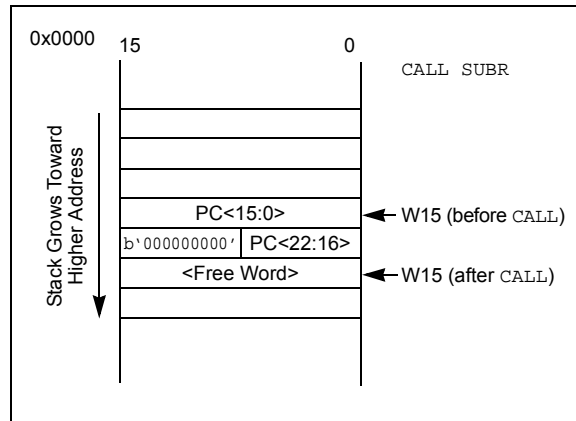 0x0000
15 0
CALL SUBR
Stack Grows Toward
Higher Address
PC<15:0>
W15 (before CALL)
b‘000000000’ PC<22:16>
<Free Word>
W15 (after CALL)